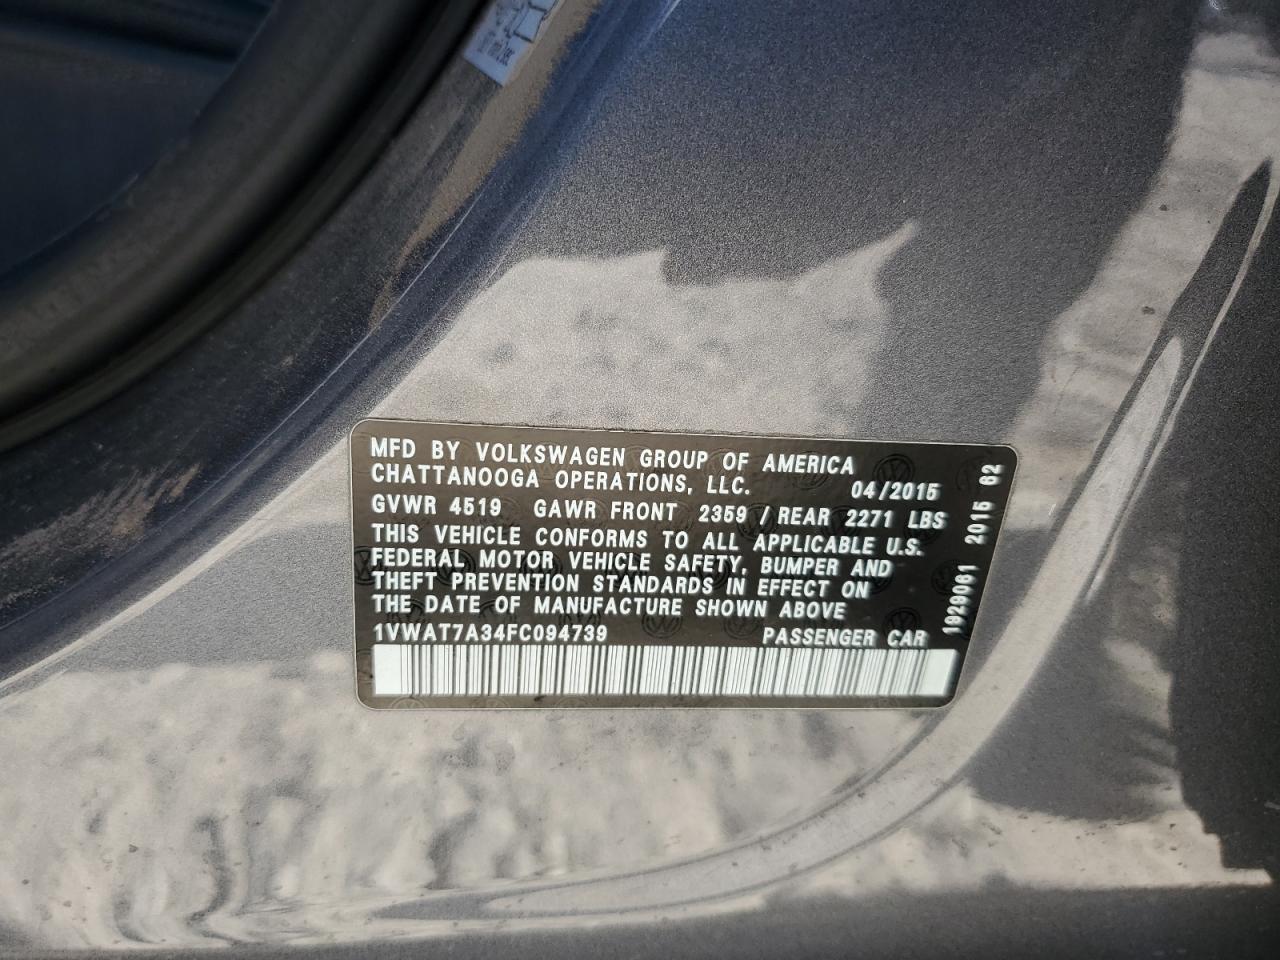 MFD BY VOLKSWAGEN GROUP OF AMERICA
CHATTANOOGA OPERATIONS, LLC. 04/2015
GVWR 4519 GAWR FRONT 2359 / REAR 2271 LBS
THIS VEHICLE CONFORMS TO ALL APPLICABLE U.S.
FEDERAL MOTOR VEHICLE SAFETY, BUMPER AND
THEFT PREVENTION STANDARDS IN EFFECT ON
THE DATE OF MANUFACTURE SHOWN ABOVE
1VWAT7A34FC094739 PASSENGER CAR
1929061 2015 62